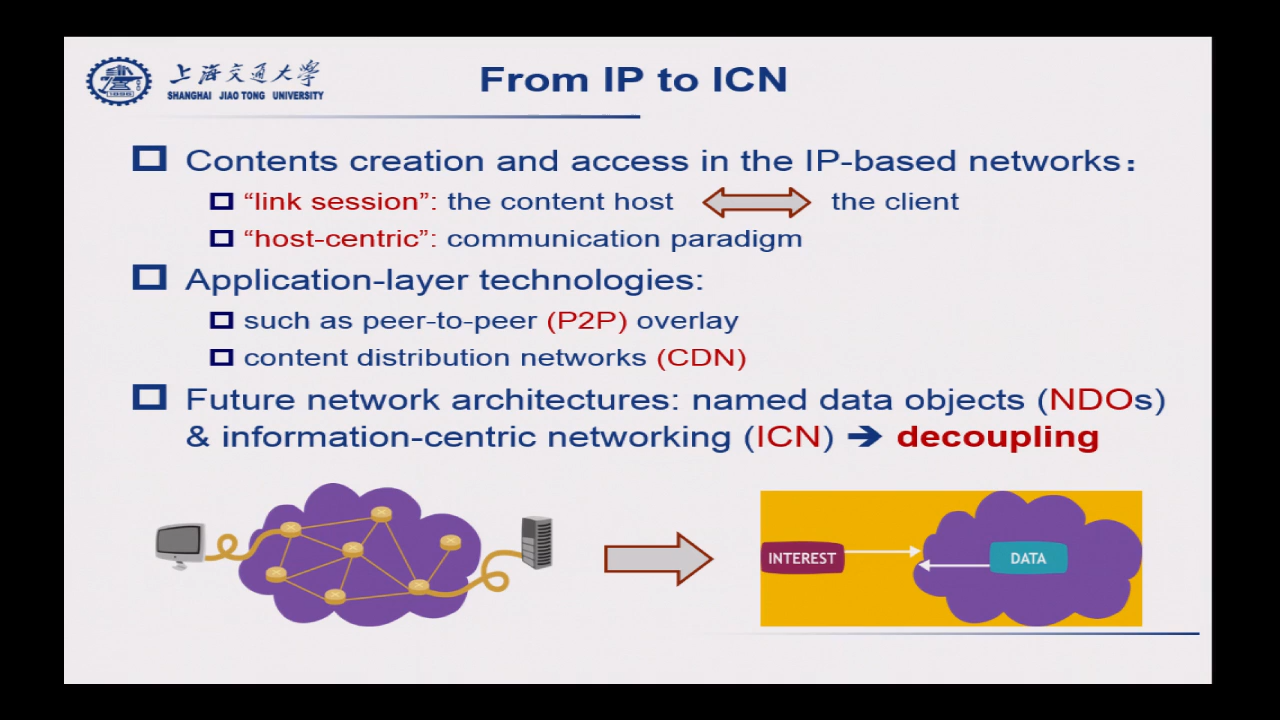 上海交通大學
SHANGHAI JIAO TONG UNIVERSITY
From IP to ICN
Contents creation and access in the IP-based networks:
“link session”: the content host the client
“host-centric”: communication paradigm
Application-layer technologies:
such as peer-to-peer (P2P) overlay
content distribution networks (CDN)
Future network architectures: named data objects (NDOs)
& information-centric networking (ICN) ➔ decoupling
INTEREST
DATA